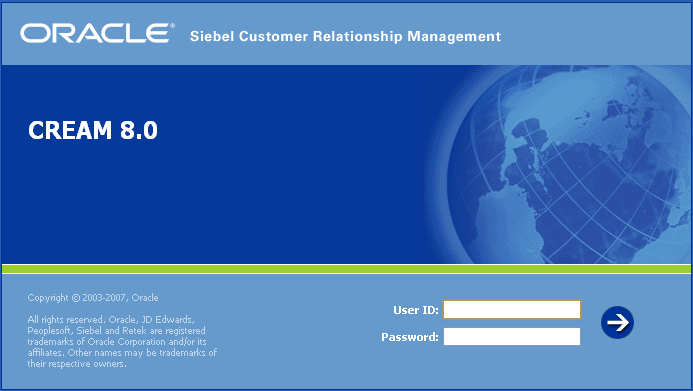 ORACLE® Siebel Customer Relationship Management
CREAM 8.0
Copyright © 2003-2007, Oracle
All rights reserved. Oracle, JD Edwards,
Peoplesoft, Siebel and Retek are registered
trademarks of Oracle Corporation and/or its
affiliates. Other names may be trademarks of
their respective owners.
User ID:
Password: